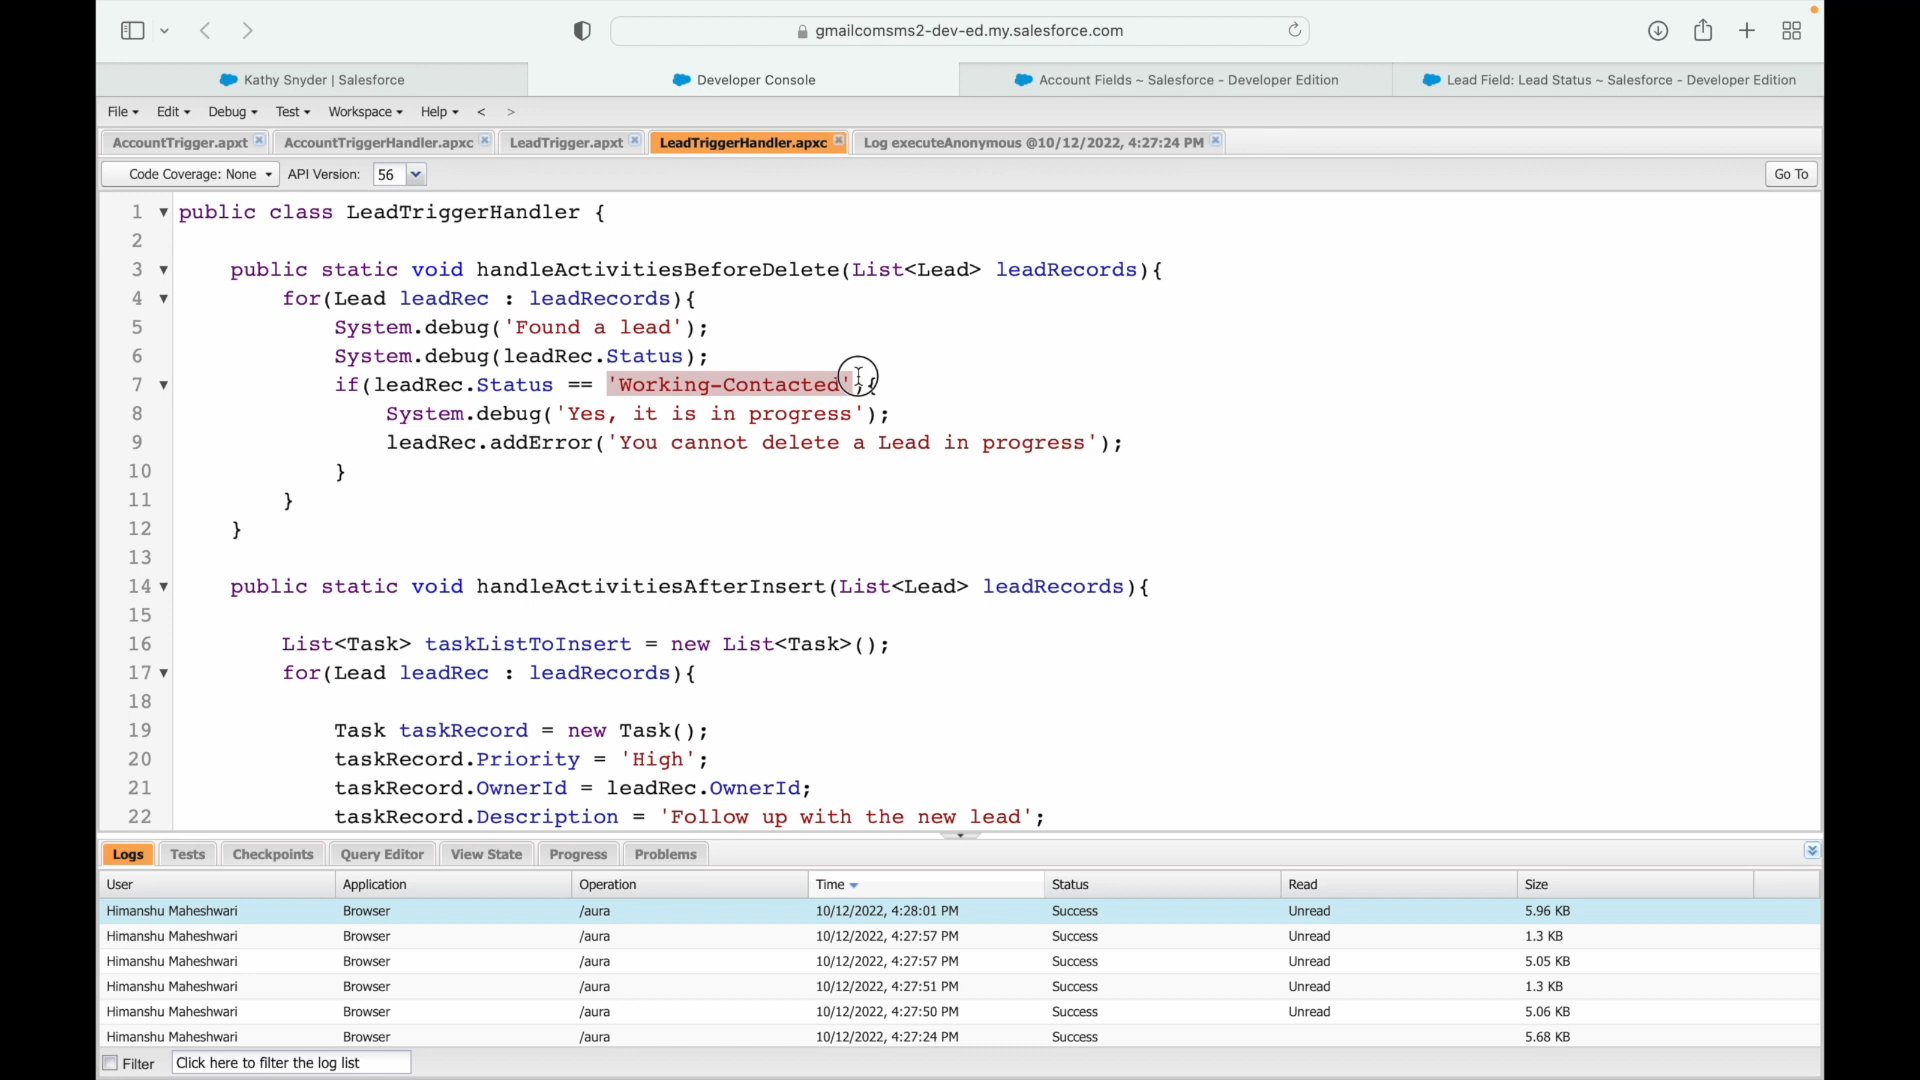 gmailcomsms2-dev-ed.my.salesforce.com
Kathy Snyder | Salesforce
Developer Console
Account Fields ~ Salesforce - Developer Edition
Lead Field: Lead Status ~ Salesforce - Developer Edition
File Edit Debug Test Workspace Help < >
AccountTrigger.apxt AccountTriggerHandler.apxc LeadTrigger.apxt LeadTriggerHandler.apxc Log executeAnonymous @10/12/2022, 4:27:24 PM
Code Coverage: None API Version: 56 Go To
1 public class LeadTriggerHandler {
2
3 public static void handleActivitiesBeforeDelete(List<Lead> leadRecords){
4 for(Lead leadRec : leadRecords){
5 System.debug('Found a lead');
6 System.debug(leadRec.Status);
7 if(leadRec.Status == 'Working-Contacted'){
8 System.debug('Yes, it is in progress');
9 leadRec.addError('You cannot delete a Lead in progress');
10 }
11 }
12 }
13
14 public static void handleActivitiesAfterInsert(List<Lead> leadRecords){
15
16 List<Task> taskListToInsert = new List<Task>();
17 for(Lead leadRec : leadRecords){
18
19 Task taskRecord = new Task();
20 taskRecord.Priority = 'High';
21 taskRecord.OwnerId = leadRec.OwnerId;
22 taskRecord.Description = 'Follow up with the new lead';
Logs Tests Checkpoints Query Editor View State Progress Problems
User Application Operation Time Status Read Size
Himanshu Maheshwari Browser /aura 10/12/2022, 4:28:01 PM Success Unread 5.96 KB
Himanshu Maheshwari Browser /aura 10/12/2022, 4:27:57 PM Success Unread 1.3 KB
Himanshu Maheshwari Browser /aura 10/12/2022, 4:27:57 PM Success Unread 5.05 KB
Himanshu Maheshwari Browser /aura 10/12/2022, 4:27:51 PM Success Unread 1.3 KB
Himanshu Maheshwari Browser /aura 10/12/2022, 4:27:50 PM Success Unread 5.06 KB
Himanshu Maheshwari Browser /aura 10/12/2022, 4:27:24 PM Success 5.68 KB
Filter Click here to filter the log list